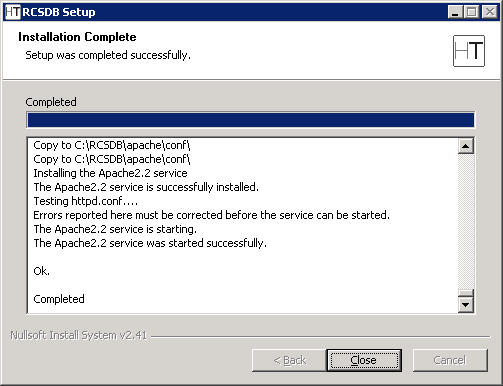 HT RCSDB Setup
Installation Complete
Setup was completed successfully.
HT
Completed
Copy to C:\RCSDB\apache\conf\
Copy to C:\RCSDB\apache\conf\
Installing the Apache2.2 service
The Apache2.2 service is successfully installed.
Testing httpd.conf....
Errors reported here must be corrected before the service can be started.
The Apache2.2 service is starting.
The Apache2.2 service was started successfully.
Ok.
Completed
Nullsoft Install System v2.41
< Back
Close
Cancel